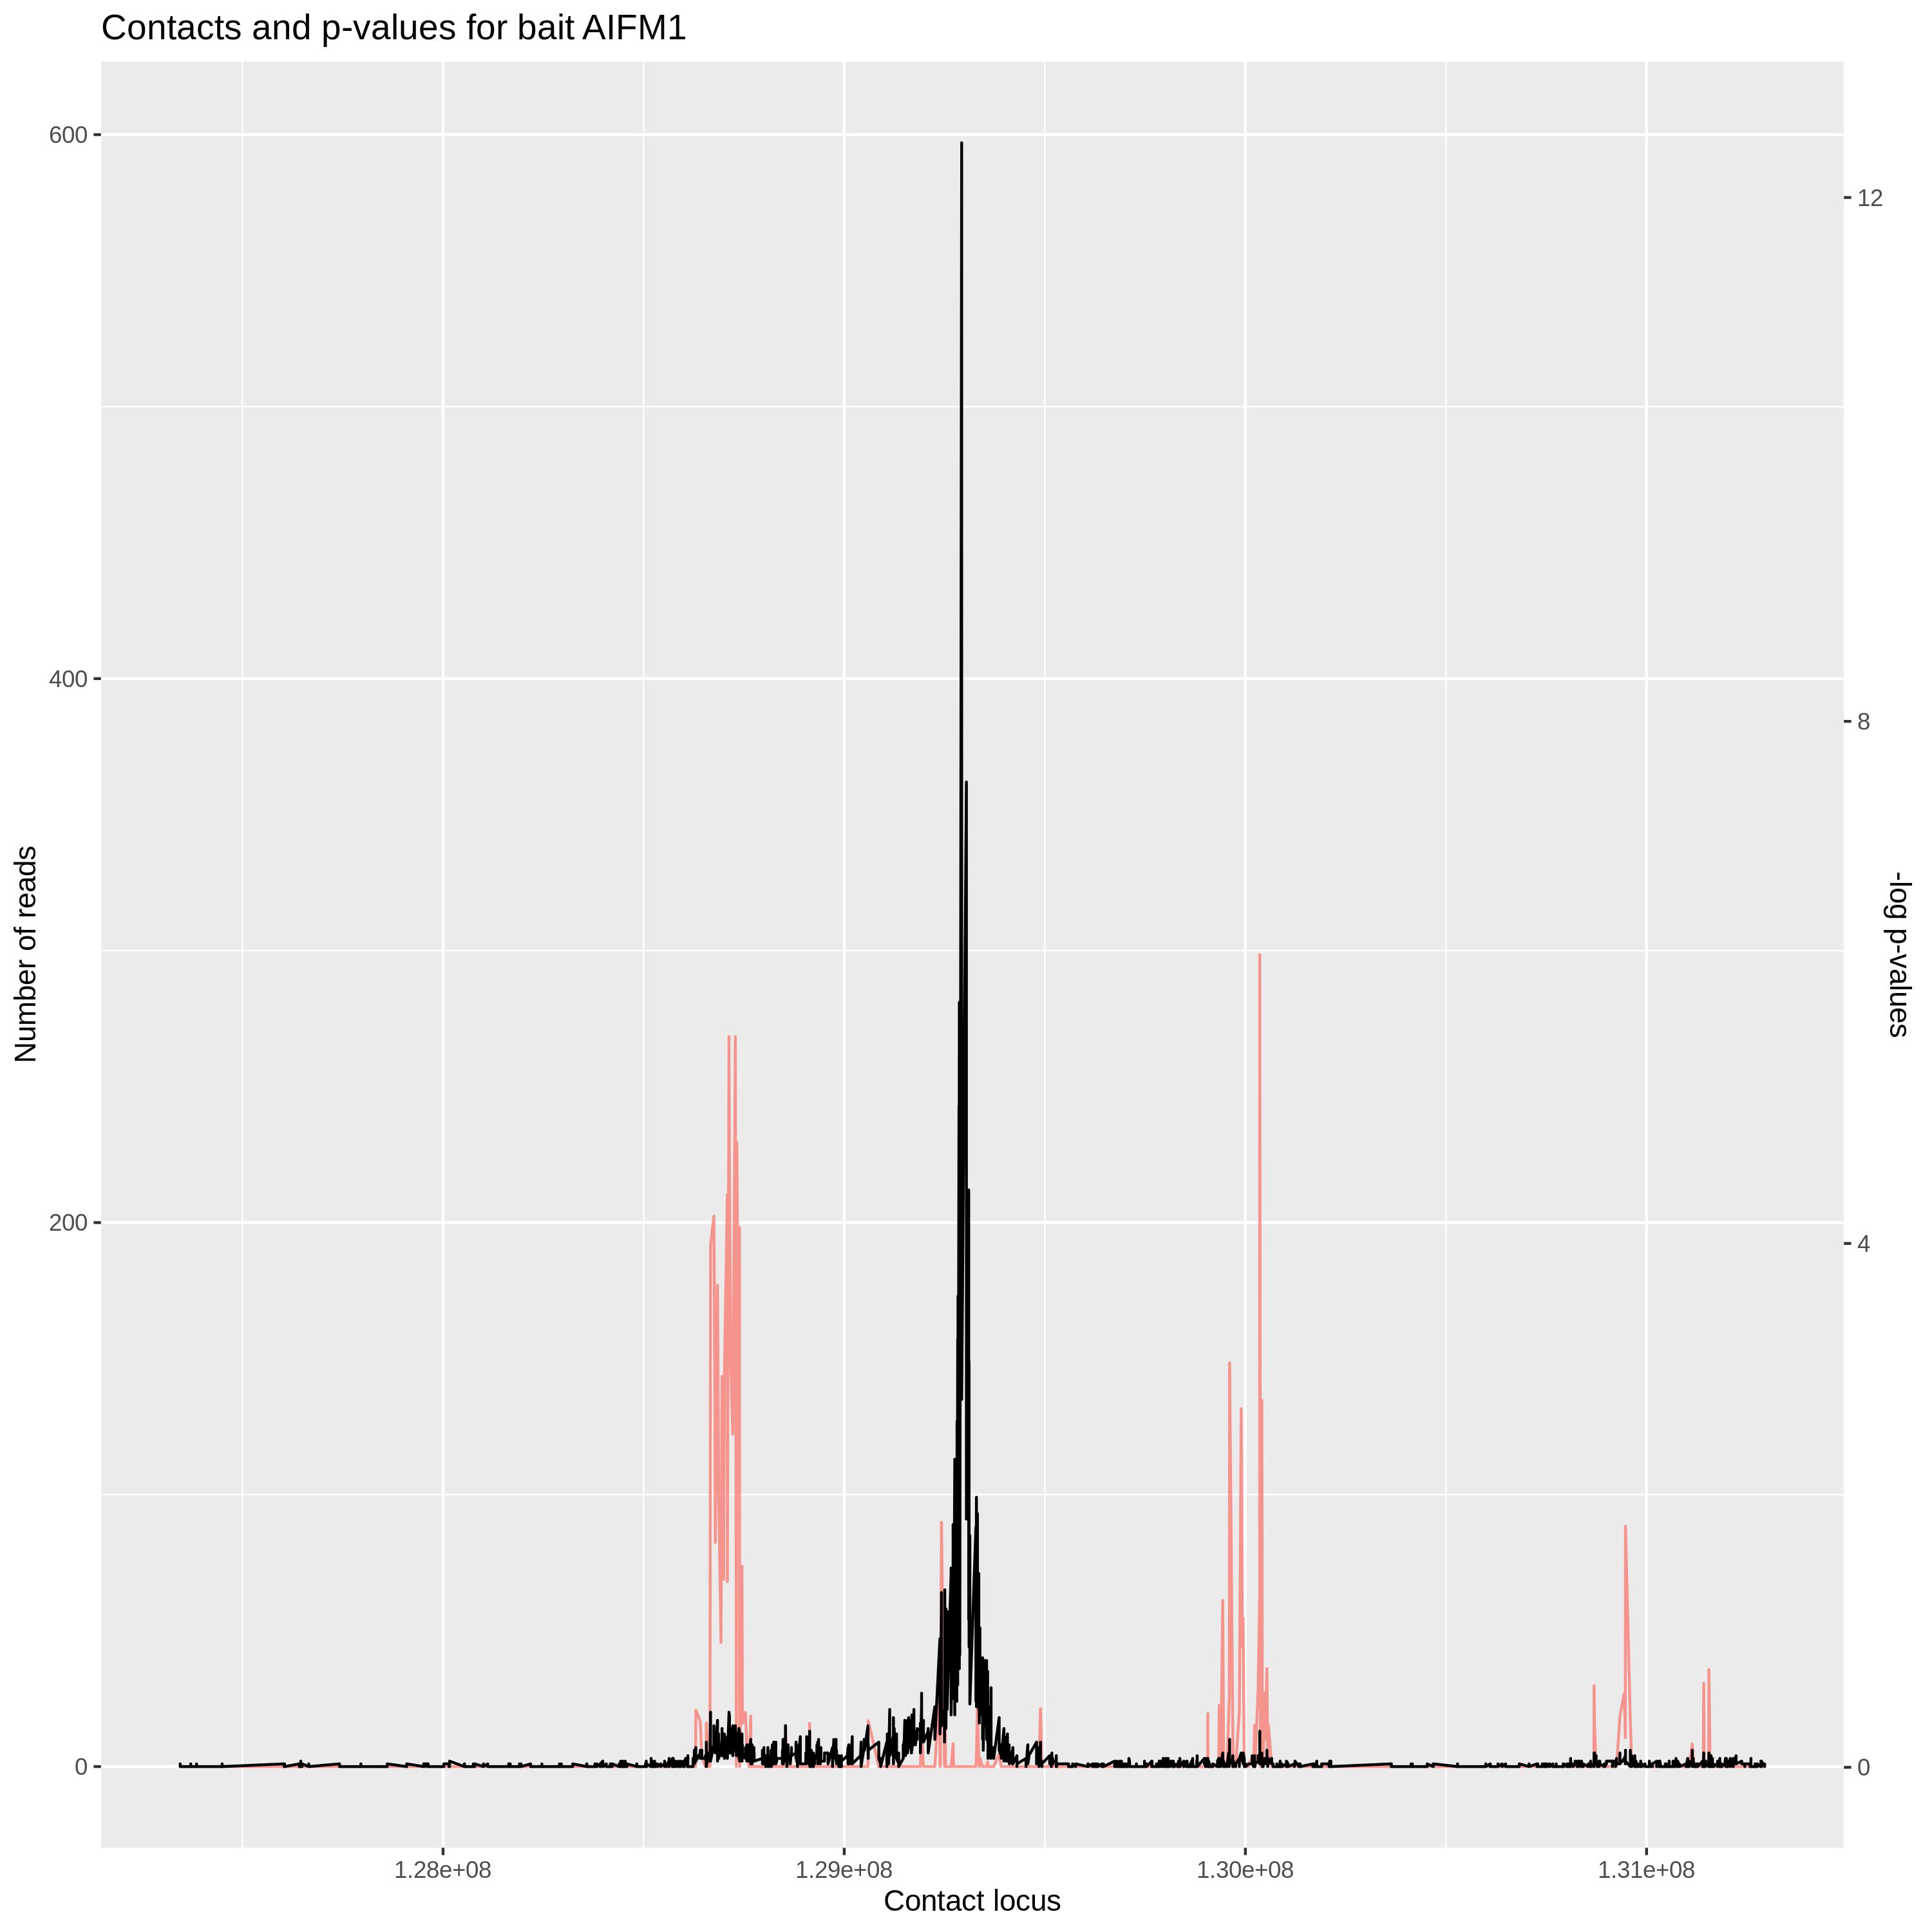 Contacts and p-values for bait AIFM1
600
400
200
0
Number of reads
12
8
4
0
-log p-values
1.28e+08
1.29e+08
1.30e+08
1.31e+08
Contact locus